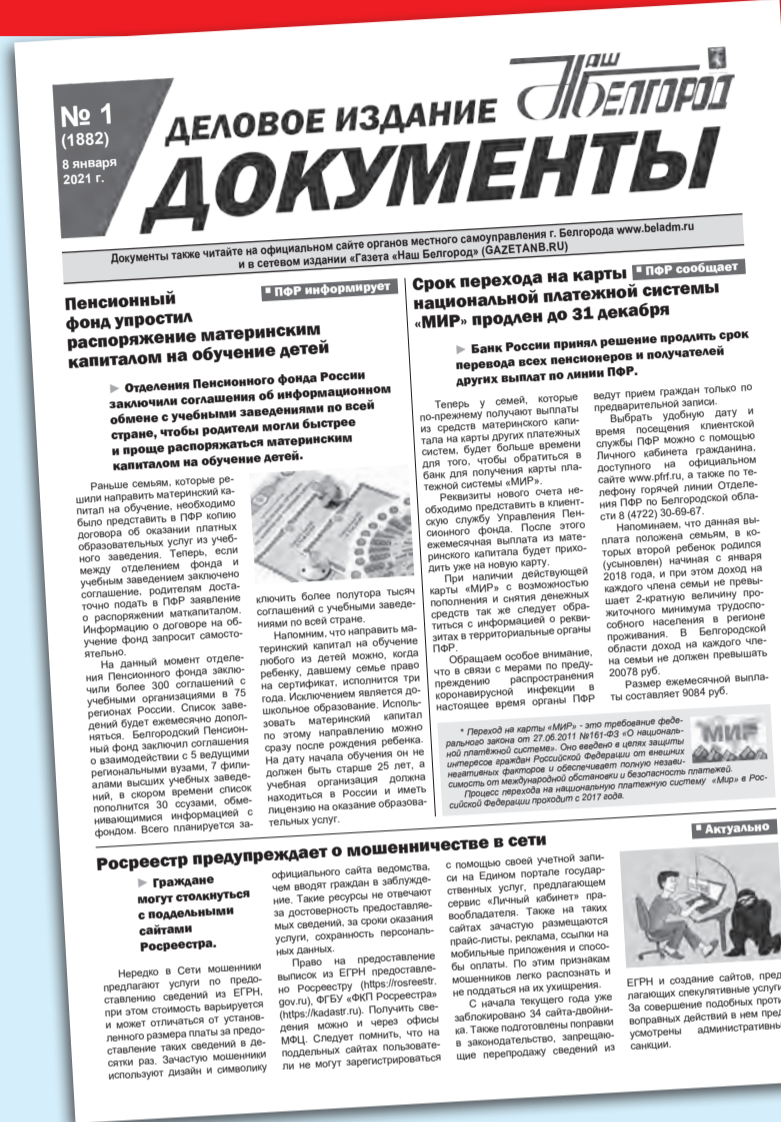 № 1
(1882)
8 января
2021 г.
ДЕЛОВОЕ ИЗДАНИЕ
Наш Белгород
ДОКУМЕНТЫ
Документы также читайте на официальном сайте органов местного самоуправления г. Белгорода www.beladm.ru
и в сетевом издании «Газета «Наш Белгород» (GAZETANB.RU)
ПФР информирует
Пенсионный
фонд упростил
распоряжение материнским
капиталом на обучение детей
Отделения Пенсионного фонда России
заключили соглашения об информационном
обмене с учебными заведениями по всей
стране, чтобы родители могли быстрее
и проще распоряжаться материнским
капиталом на обучение детей.
Раньше семьям, которые ре-
шили направить материнский ка-
питал на обучение, необходимо
было представить в ПФР копию
договора об оказании платных
образовательных услуг из учеб-
ного заведения. Теперь, если
между отделением фонда и
учебным заведением заключено
соглашение, родителям доста-
точно подать в ПФР заявление
о распоряжении маткапиталом.
Информацию о договоре на об-
учение фонд запросит самосто-
ятельно.
На данный момент отделе-
ния Пенсионного фонда заклю-
чили более 300 соглашений с
учебными организациями в 75
регионах России. Список заве-
дений будет ежемесячно допол-
няться. Белгородский Пенсион-
ный фонд заключил соглашения
о взаимодействии с 5 ведущими
региональными вузами, 7 фили-
алами высших учебных заведе-
ний, в скором времени список
пополнится 30 ссузами, обме-
нивающимися информацией с
фондом. Всего планируется за-
ключить более полутора тысяч
соглашений с учебными заведе-
ниями по всей стране.
Напомним, что направить ма-
теринский капитал на обучение
любого из детей можно, когда
ребенку, давшему семье право
на сертификат, исполнится три
года. Исключением является до-
школьное образование. Исполь-
зовать материнский капитал
по этому направлению можно
сразу после рождения ребенка.
На дату начала обучения он не
должен быть старше 25 лет, а
учебная организация должна
находиться в России и иметь
лицензию на оказание образова-
тельных услуг.
ПФР сообщает
Срок перехода на карты
национальной платежной системы
«МИР» продлен до 31 декабря
Банк России принял решение продлить срок
перевода всех пенсионеров и получателей
других выплат по линии ПФР.
Теперь у семей, которые
по-прежнему получают выплаты
из средств материнского капи-
тала на карты других платежных
систем, будет больше времени
для того, чтобы обратиться в
банк для получения карты пла-
тежной системы «МИР».
Реквизиты нового счета не-
обходимо представить в клиент-
скую службу Управления Пен-
сионного фонда. После этого
ежемесячная выплата из мате-
ринского капитала будет прихо-
дить уже на новую карту.
При наличии действующей
карты «МИР» с возможностью
пополнения и снятия денежных
средств так же следует обра-
титься с информацией о рекви-
зитах в территориальные органы
ПФР.
Обращаем особое внимание,
что в связи с мерами по преду-
преждению распространения
коронавирусной инфекции в
настоящее время органы ПФР
ведут прием граждан только по
предварительной записи.
Выбрать удобную дату и
время посещения клиентской
службы ПФР можно с помощью
Личного кабинета гражданина,
доступного на официальном
сайте www.pfrf.ru, а также по те-
лефону горячей линии Отделе-
ния ПФР по Белгородской обла-
сти 8 (4722) 30-69-67.
Напоминаем, что данная вы-
плата положена семьям, в ко-
торых второй ребенок родился
(усыновлен) начиная с января
2018 года, и при этом доход на
каждого члена семьи не превы-
шает 2-кратную величину про-
житочного минимума трудоспо-
собного населения в регионе
проживания. В Белгородской
области доход на каждого чле-
на семьи не должен превышать
20078 руб.
Размер ежемесячной выпла-
ты составляет 9084 руб.
* Переход на карты «МИР» - это требование феде-
рального закона от 27.06.2011 №161-ФЗ «О националь-
ной платёжной системе». Оно введено в целях защиты
интересов граждан Российской Федерации от внешних
негативных факторов и обеспечивает полную незави-
симость от международной обстановки и безопасность платежей.
Процесс перехода на национальную платежную систему «Мир» в Рос-
сийской Федерации проходит с 2017 года.
МИР
Актуально
Росреестр предупреждает о мошенничестве в сети
Граждане
могут столкнуться
с поддельными
сайтами
Росреестра.
Нередко в Сети мошенники
предлагают услуги по предо-
ставлению сведений из ЕГРН,
при этом стоимость варьируется
и может отличаться от установ-
ленного размера платы за предо-
ставление таких сведений в де-
сятки раз. Зачастую мошенники
используют дизайн и символику
официального сайта ведомства,
чем вводят граждан в заблужде-
ние. Такие ресурсы не отвечают
за достоверность предоставляе-
мых сведений, за сроки оказания
услуги, сохранность персональ-
ных данных.
Право на предоставление
выписок из ЕГРН предоставле-
но Росреестру (https://rosreestr.
gov.ru), ФГБУ «ФКП Росреестра»
(https://kadastr.ru). Получить све-
дения можно и через офисы
МФЦ. Следует помнить, что на
поддельных сайтах пользовате-
ли не могут зарегистрироваться
с помощью своей учетной запи-
си на Едином портале государ-
ственных услуг, предлагающем
сервис «Личный кабинет» пра-
вообладателя. Также на таких
сайтах зачастую размещаются
прайс-листы, реклама, ссылки на
мобильные приложения и спосо-
бы оплаты. По этим признакам
мошенников легко распознать и
не поддаться на их ухищрения.
С начала текущего года уже
заблокировано 34 сайта-двойни-
ка. Также подготовлены поправки
в законодательство, запрещаю-
щие перепродажу сведений из
ЕГРН и создание сайтов, пред
лагающих спекулятивные услуги
За совершение подобных проти
воправных действий в нем пред
усмотрены административны
санкции.